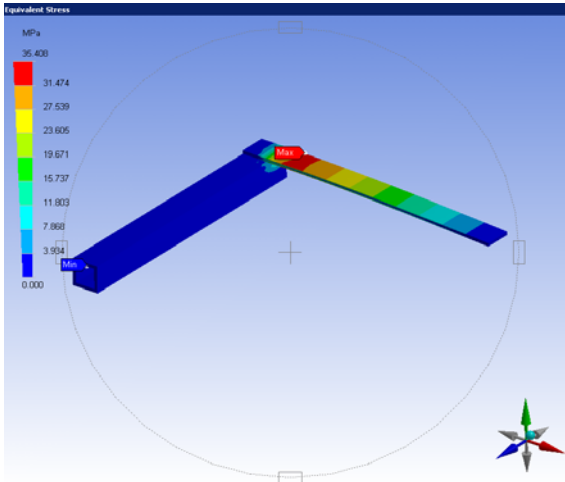 Equivalent Stress
MPa
35.408
31.474
27.539
23.605
19.671
15.737
11.803
7.868
3.934
0.000
Max
Min